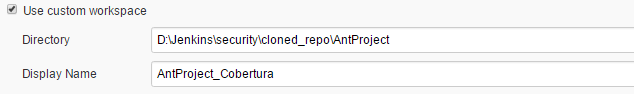 Use custom workspace
Directory D:\Jenkins\security\cloned_repo\AntProject
Display Name AntProject_Cobertura